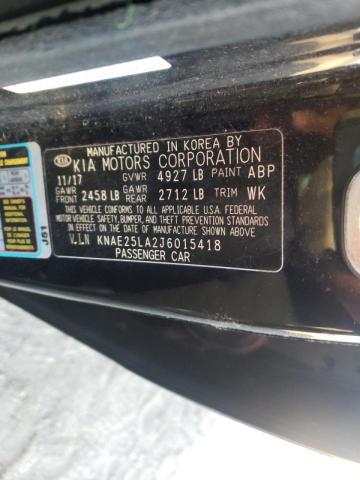 MANUFACTURED IN KOREA BY
KIA KIA MOTORS CORPORATION
11/17 GVWR 4927 LB PAINT ABP
GAWR FRONT 2458 LB GAWR REAR 2712 LB TRIM WK
THIS VEHICLE CONFORMS TO ALL APPLICABLE U.S.A. FEDERAL
MOTOR VEHICLE SAFETY, BUMPER, AND THEFT PREVENTION STANDARDS
IN EFFECT ON THE DATE OF MANUFACTURE SHOWN ABOVE.
V.I.N KNAE25LA2J6015418
PASSENGER CAR
J51